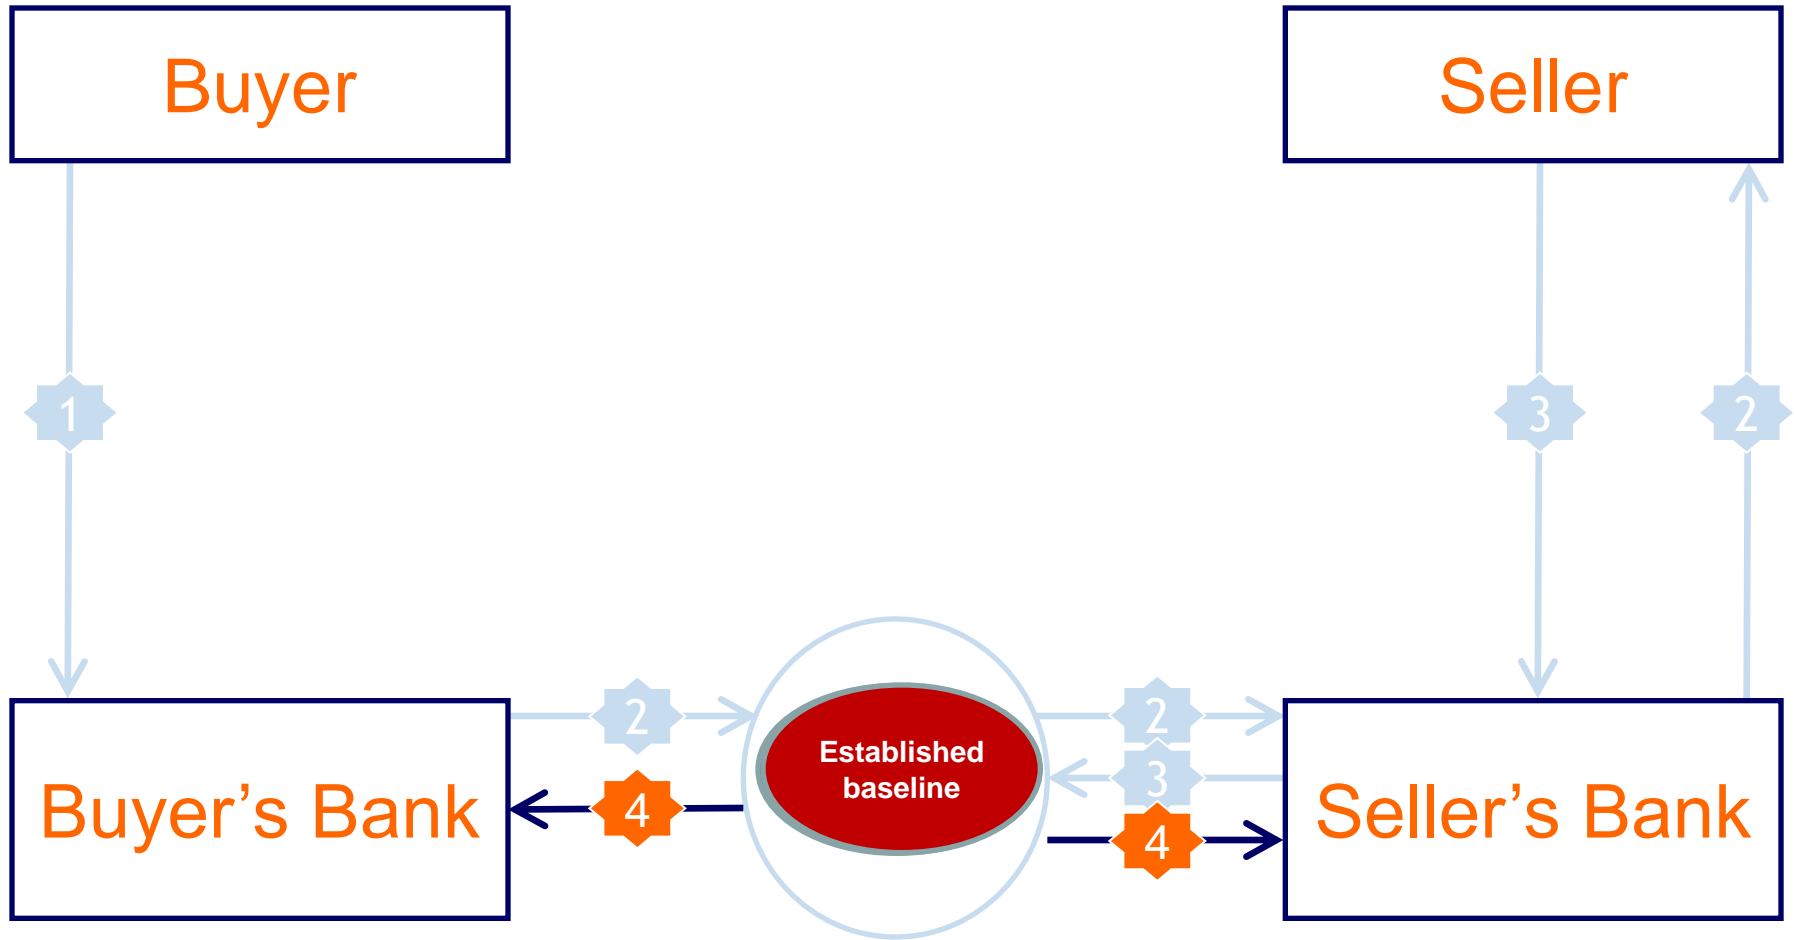 Buyer
Seller
1
3
2
2
2
Established
baseline
3
4
4
Buyer’s Bank
Seller’s Bank